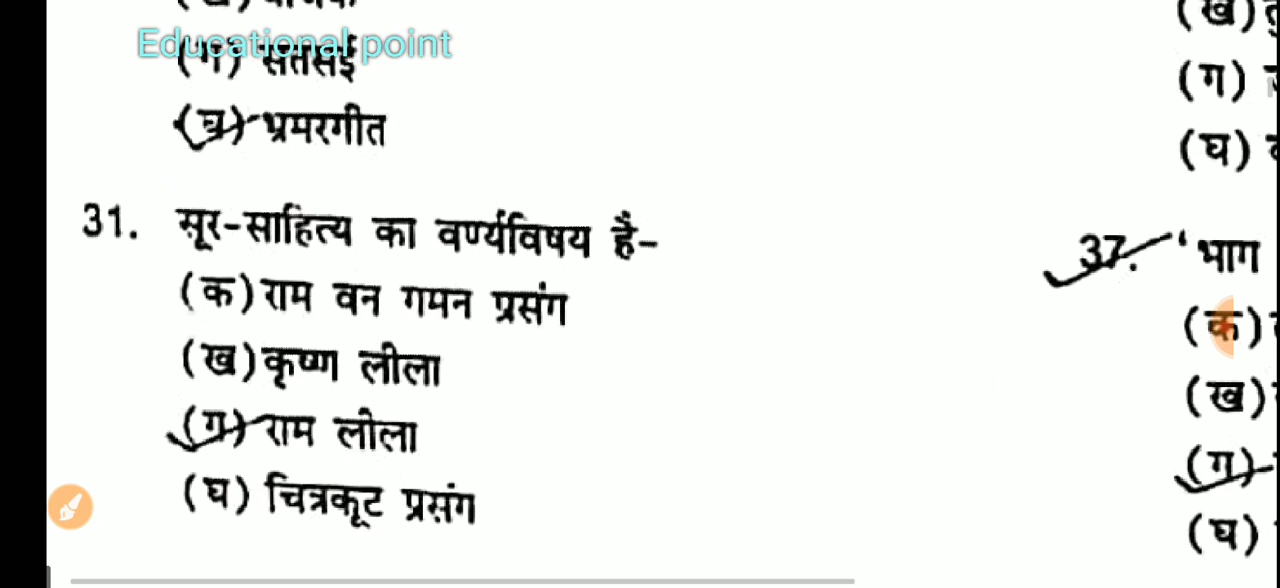 Educational point
(ग) सतसई
(घ) भ्रमरगीत
31. सूर-साहित्य का वर्ण्यविषय है-
(क) राम वन गमन प्रसंग
(ख) कृष्ण लीला
(ग) राम लीला
(घ) चित्रकूट प्रसंग
(ख)
(ग)
(घ)
37. ‘भाग
(क)
(ख)
(ग)
(घ)